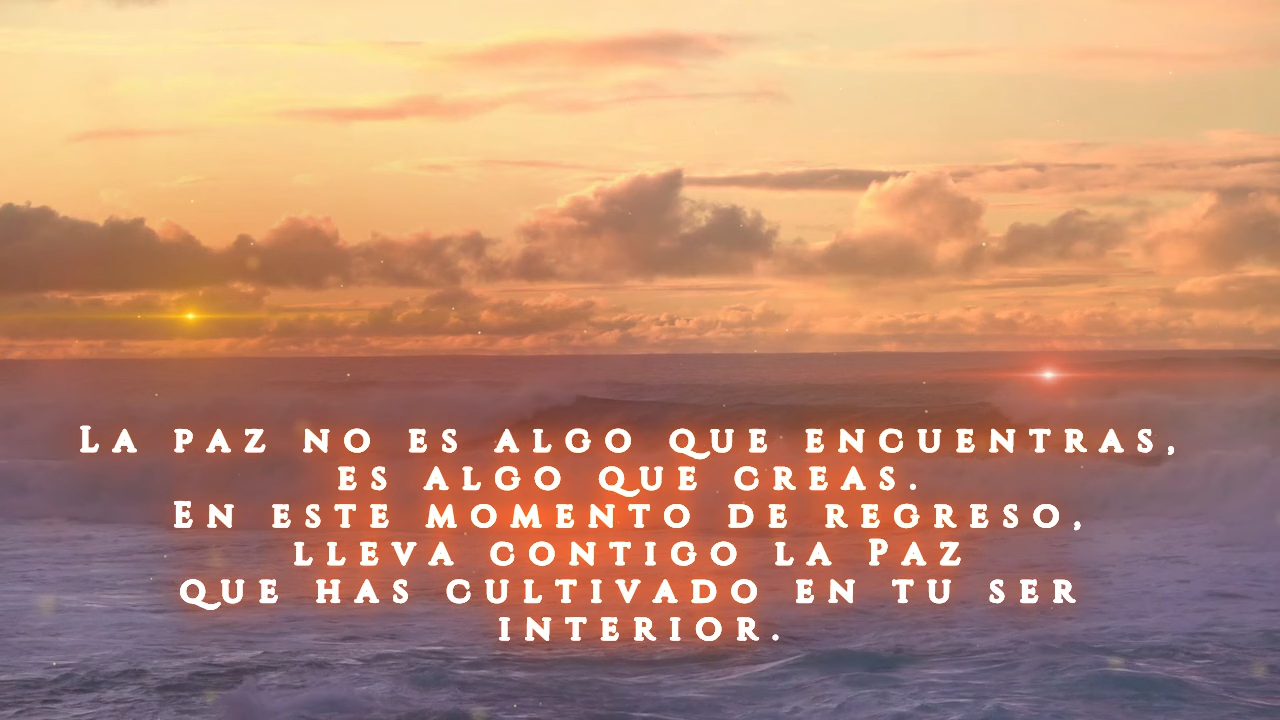 La paz no es algo que encuentras,
es algo que creas.
En este momento de regreso,
lleva contigo la Paz
que has cultivado en tu ser
interior.